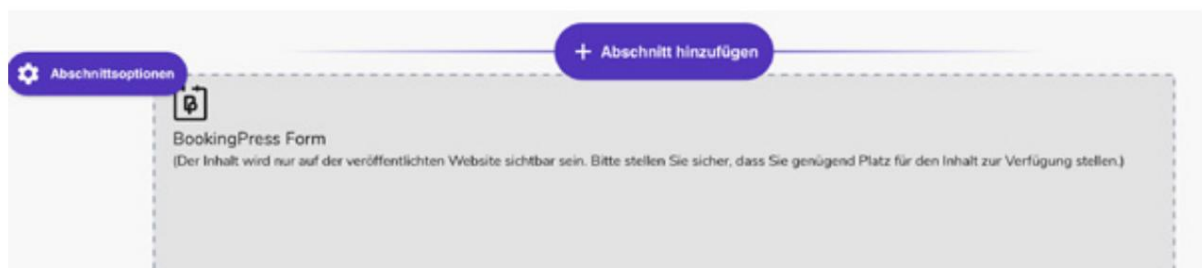 Abschnitt hinzufügen
Abschnittsoptionen
BookingPress Form
(Der Inhalt wird nur auf der veröffentlichten Website sichtbar sein. Bitte stellen Sie sicher, dass Sie genügend Platz für den Inhalt zur Verfügung stellen.)